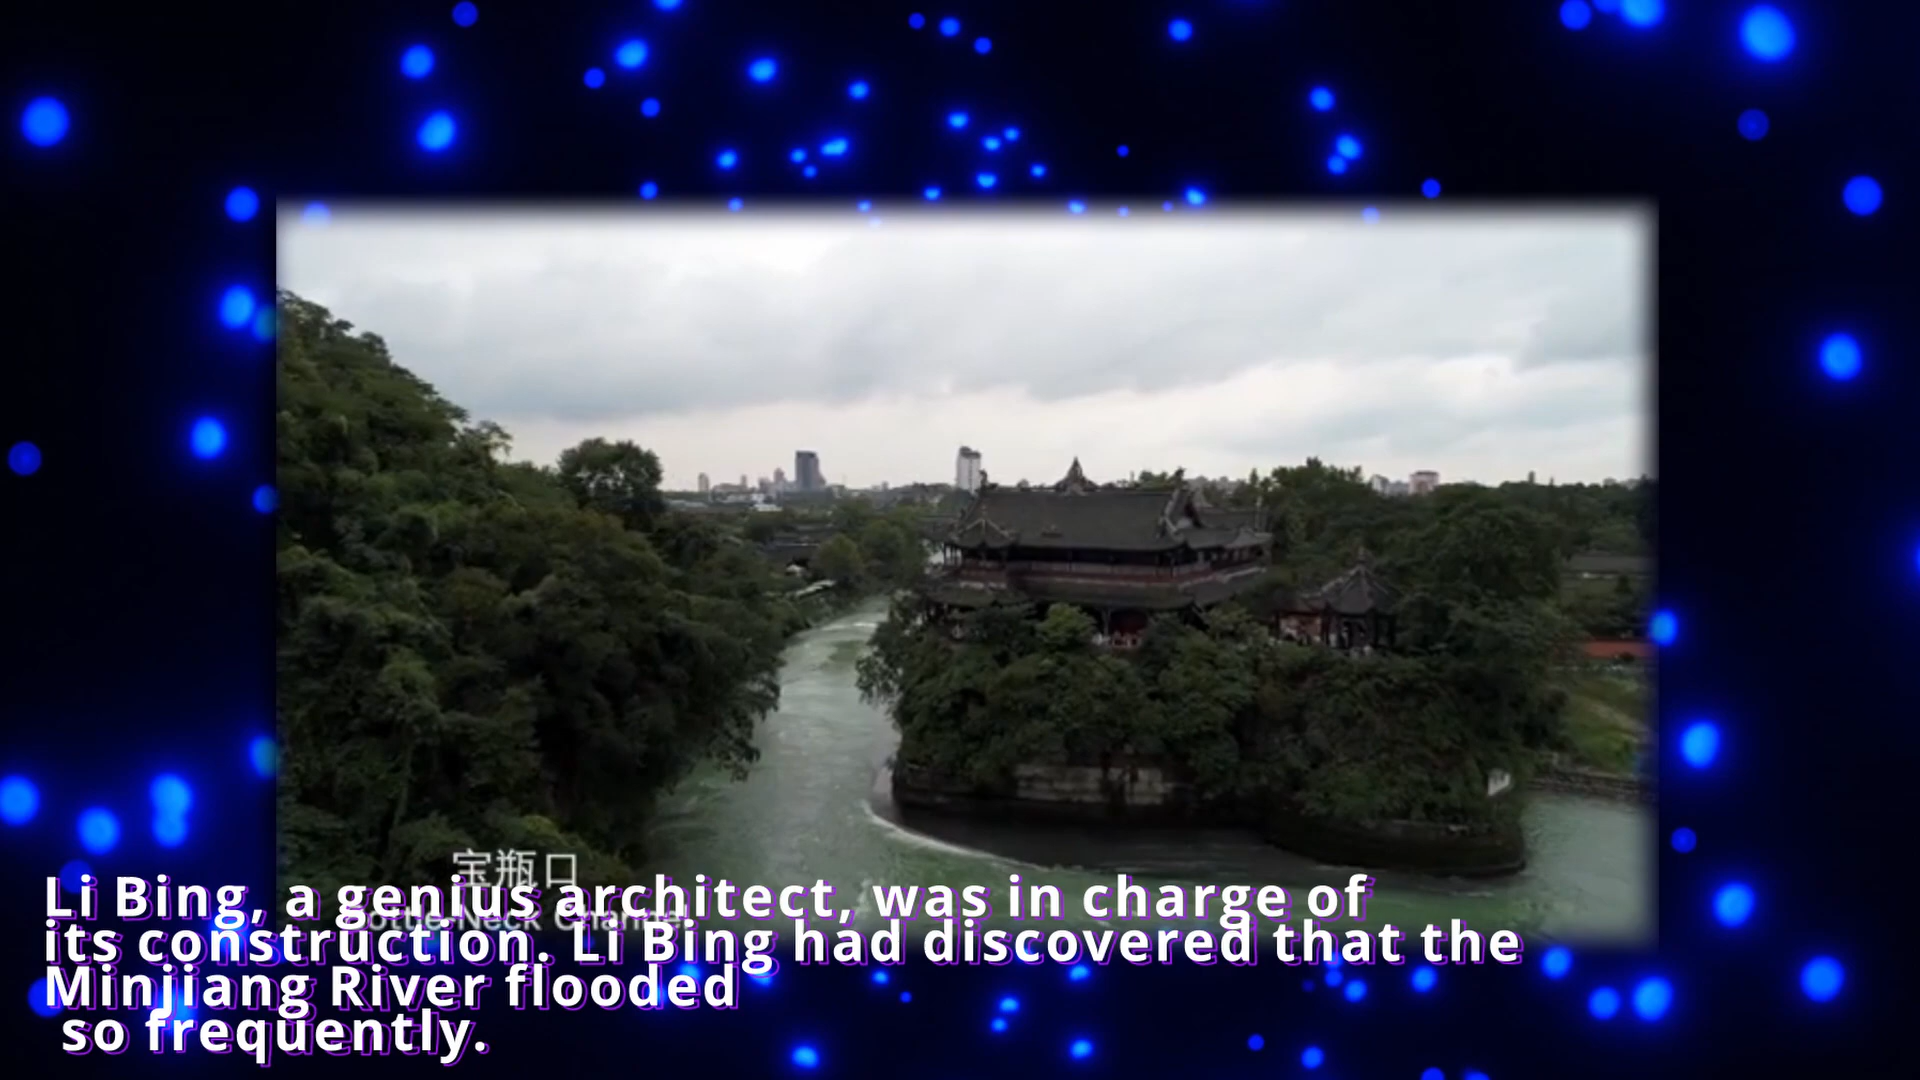 宝瓶口
Li Bing, a genius architect, was in charge of
its construction. Li Bing had discovered that the
Minjiang River flooded
so frequently.